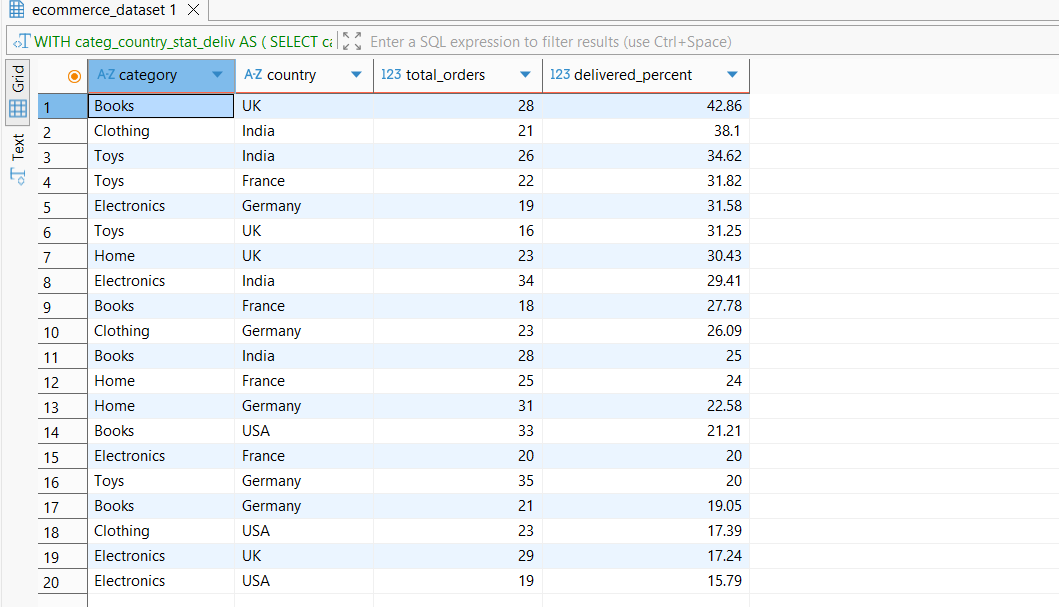 ecommerce_dataset 1
WITH categ_country_stat_deliv AS ( SELECT ca Enter a SQL expression to filter results (use Ctrl+Space)
Grid
Text
A-Z category A-Z country 123 total_orders 123 delivered_percent
1 Books UK 28 42.86
2 Clothing India 21 38.1
3 Toys India 26 34.62
4 Toys France 22 31.82
5 Electronics Germany 19 31.58
6 Toys UK 16 31.25
7 Home UK 23 30.43
8 Electronics India 34 29.41
9 Books France 18 27.78
10 Clothing Germany 23 26.09
11 Books India 28 25
12 Home France 25 24
13 Home Germany 31 22.58
14 Books USA 33 21.21
15 Electronics France 20 20
16 Toys Germany 35 20
17 Books Germany 21 19.05
18 Clothing USA 23 17.39
19 Electronics UK 29 17.24
20 Electronics USA 19 15.79